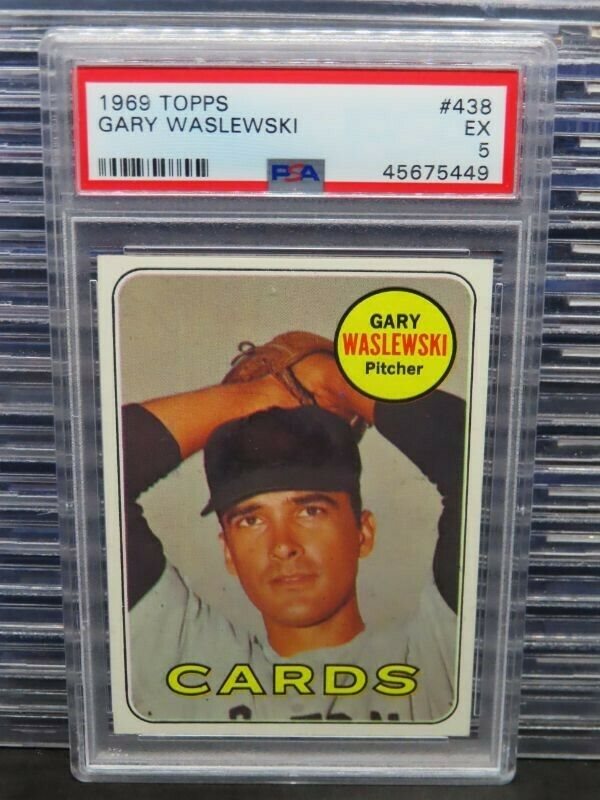 1969 TOPPS #438
GARY WASLEWSKI EX
5
PSA 45675449
GARY
WASLEWSKI
Pitcher
CARDS